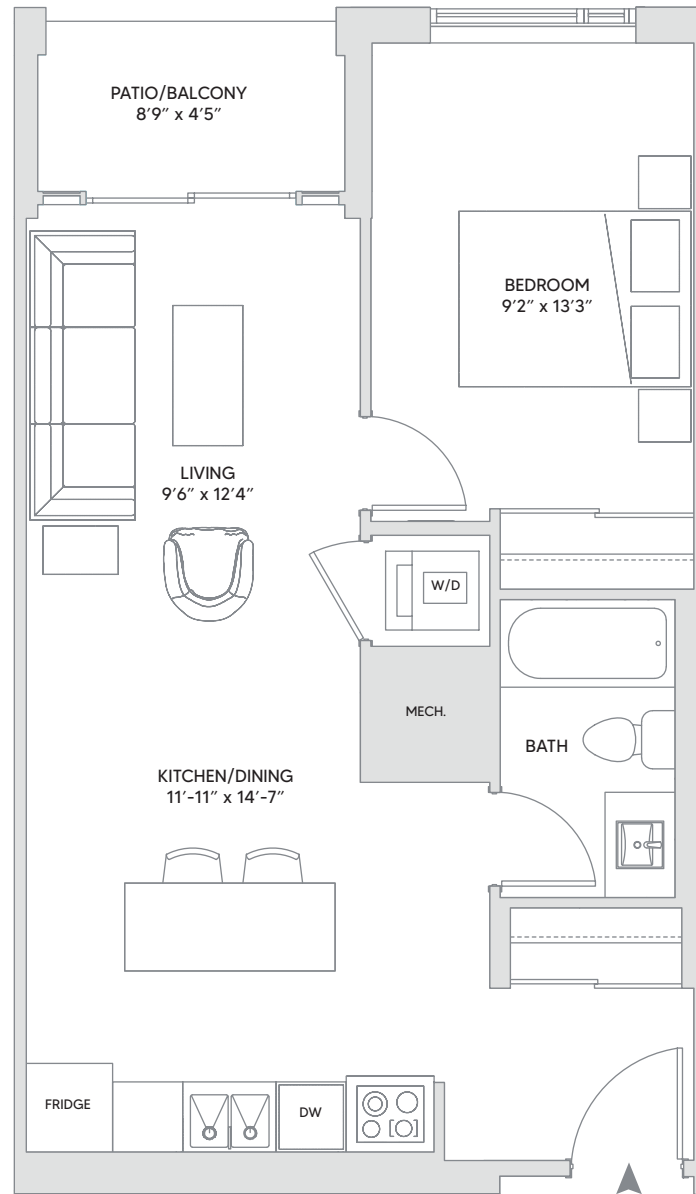 PATIO/BALCONY
8′9″ x 4′5″
BEDROOM
9′2″ x 13′3″
LIVING
9′6″ x 12′4″
W/D
MECH.
BATH
KITCHEN/DINING
11′-11″ x 14′-7″
FRIDGE
DW